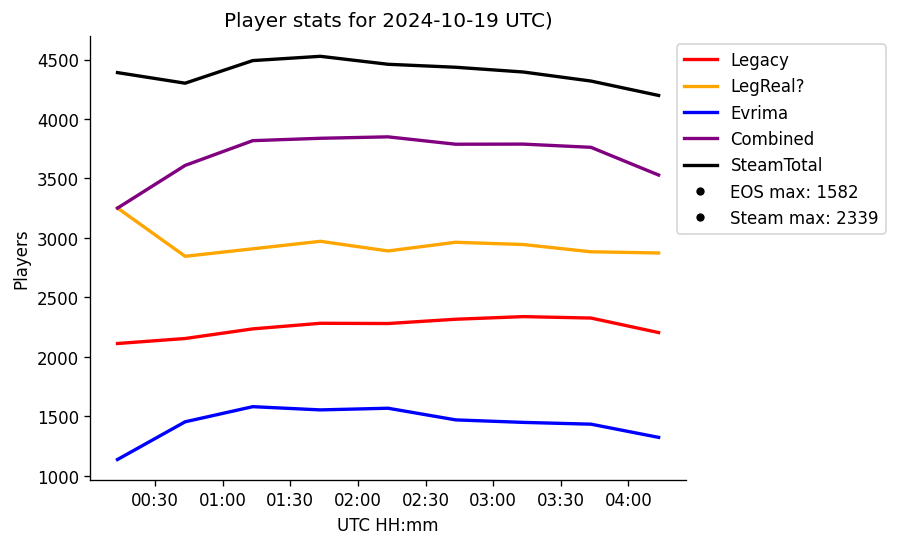 Player stats for 2024-10-19 UTC)
4500
4000
3500
3000
2500
2000
1500
1000
Players
00:30 01:00 01:30 02:00 02:30 03:00 03:30 04:00
UTC HH:mm
Legacy
LegReal?
Evrima
Combined
SteamTotal
EOS max: 1582
Steam max: 2339